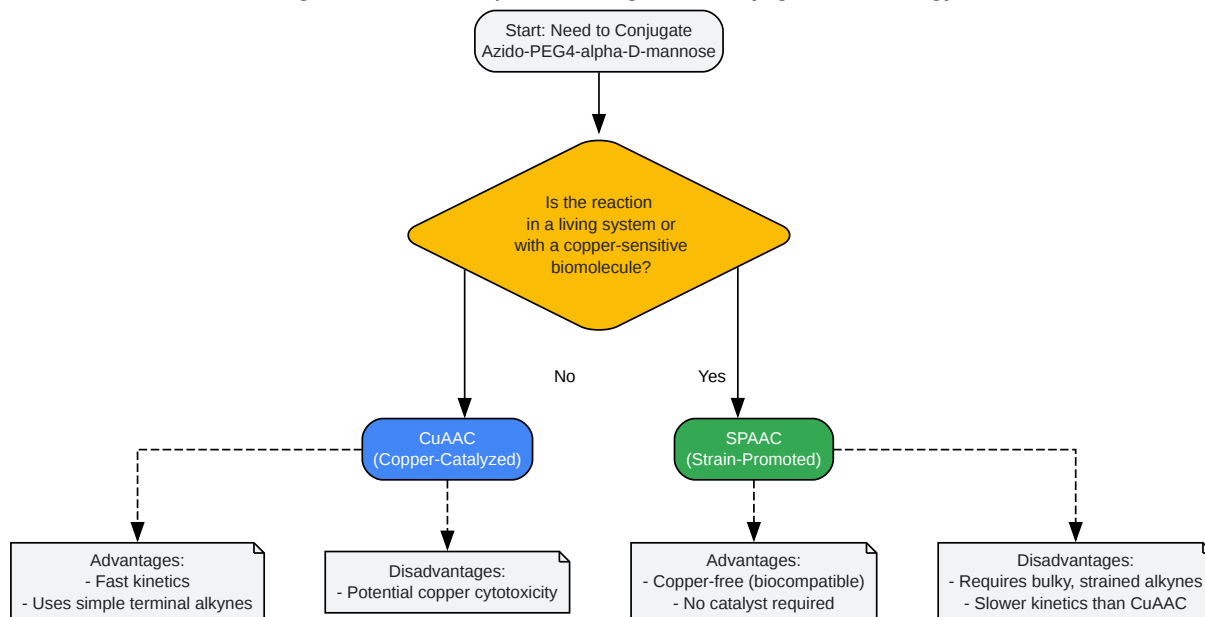 Start: Need to Conjugate
Azido-PEG4-alpha-D-mannose
Is the reaction
in a living system or
with a copper-sensitive
biomolecule?
No
Yes
CuAAC
(Copper-Catalyzed)
SPAAC
(Strain-Promoted)
Advantages:
- Fast kinetics
- Uses simple terminal alkynes
Disadvantages:
- Potential copper cytotoxicity
Advantages:
- Copper-free (biocompatible)
- No catalyst required
Disadvantages:
- Requires bulky, strained alkynes
- Slower kinetics than CuAAC